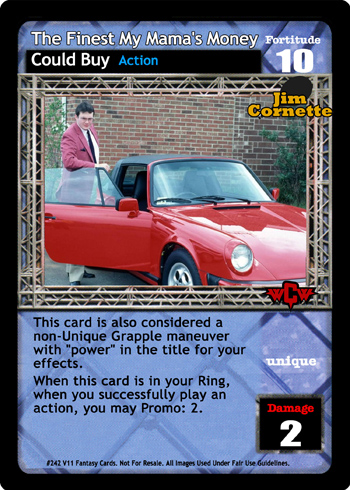 The Finest My Mama's Money
Could Buy Action
Fortitude
10
Jim
Cornette
WCW
This card is also considered a
non-Unique Grapple maneuver
with "power" in the title for your
effects.
When this card is in your Ring,
when you successfully play an
action, you may Promo: 2.
unique
Damage
2
#242 V11 Fantasy Cards. Not For Resale. All Images Used Under Fair Use Guidelines.